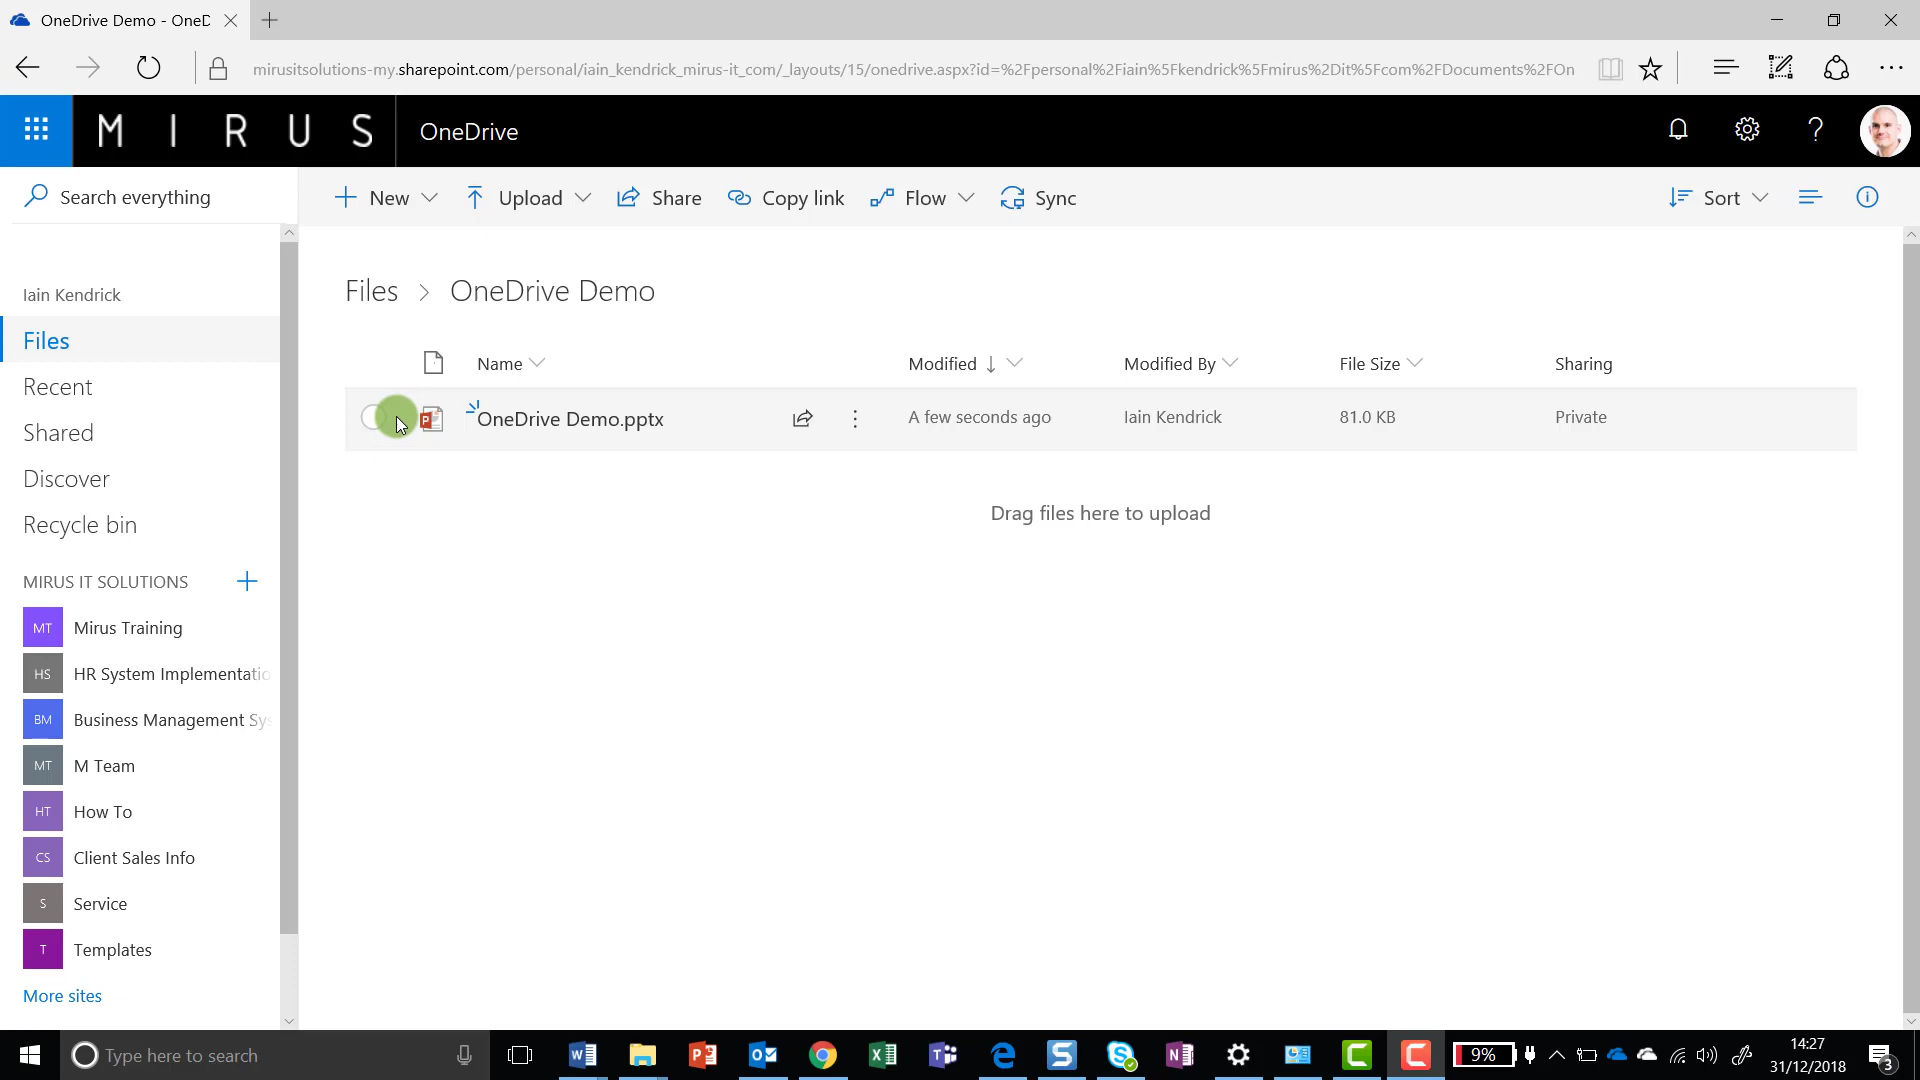 OneDrive Demo - OneD
mirusitsolutions-my.sharepoint.com/personal/iain_kendrick_mirus-it_com/_layouts/15/onedrive.aspx?id=%2Fpersonal%2Fiain%5Fkendrick%5Fmirus%2Dit%5Fcom%2FDocuments%2FOn
MIRUS OneDrive
Search everything
New Upload Share Copy link Flow Sync Sort
Iain Kendrick
Files
Recent
Shared
Discover
Recycle bin
MIRUS IT SOLUTIONS
MT Mirus Training
HS HR System Implementatio
BM Business Management Sys
MT M Team
HT How To
CS Client Sales Info
S Service
T Templates
More sites
Files > OneDrive Demo
Name Modified Modified By File Size Sharing
OneDrive Demo.pptx A few seconds ago Iain Kendrick 81.0 KB Private
Drag files here to upload
Type here to search
9%
14:27
31/12/2018
3